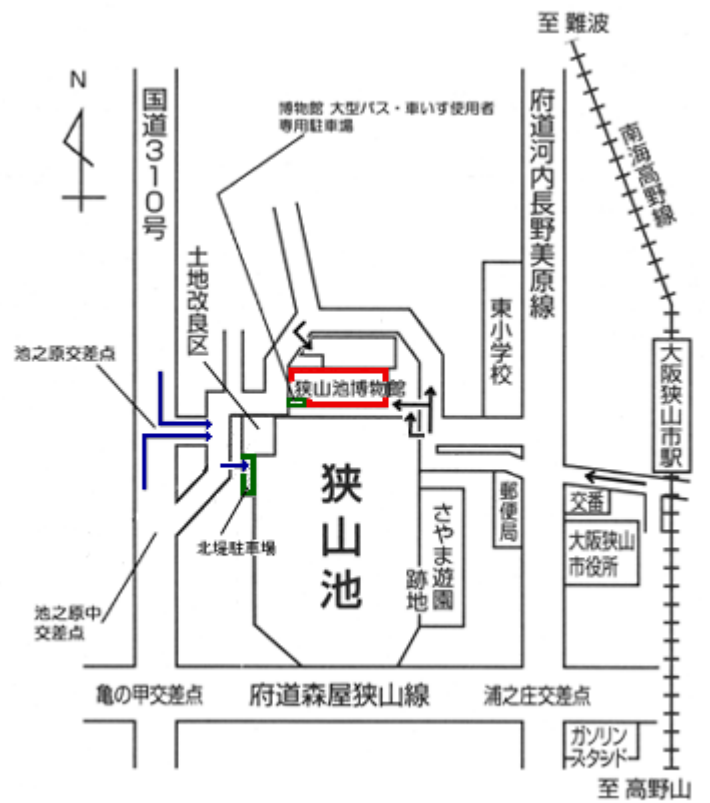 至 難波
N
国道310号
博物館 大型バス・車いす使用者
専用駐車場
府道河内長野美原線
南海高野線
土地改良区
東小学校
池之原交差点
狭山池博物館
大阪狭山市駅
狭山池
さやま遊園
跡地
郵便局
交番
大阪狭山
市役所
北堤駐車場
池之原中
交差点
亀の甲交差点
府道森屋狭山線
浦之庄交差点
ガソリン
スタンド
至 高野山